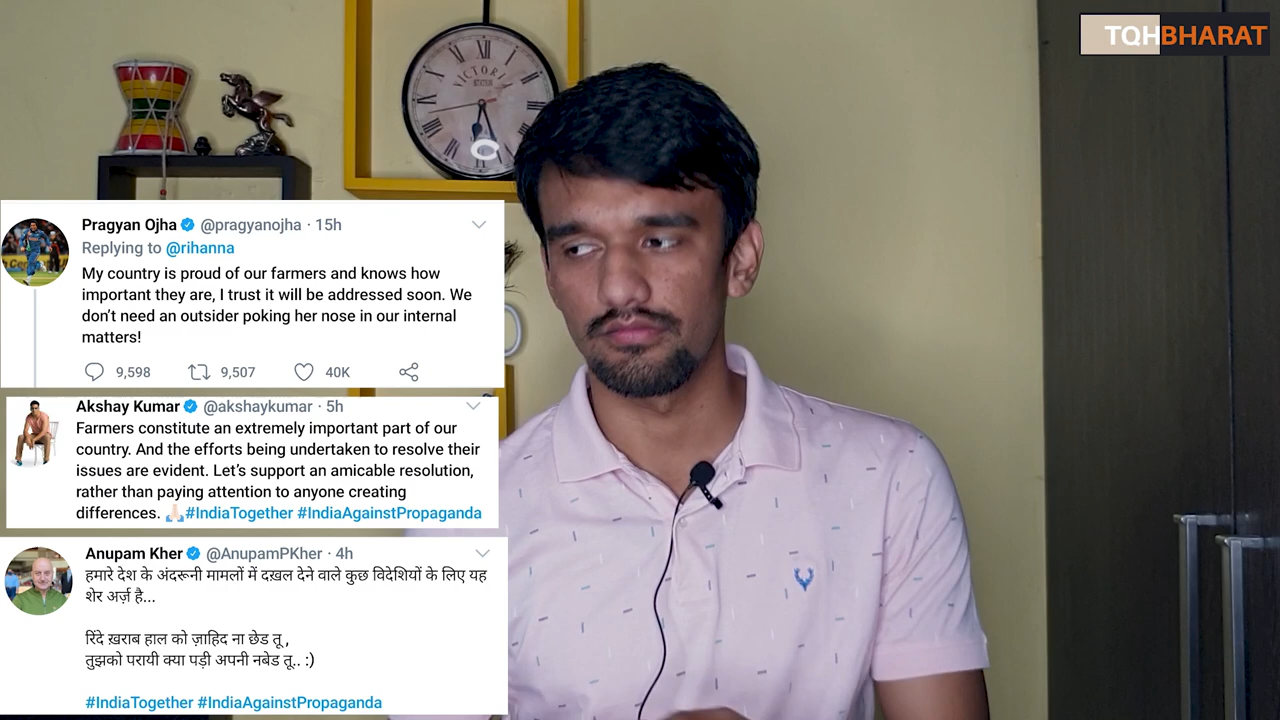 TQHBHARAT
VICTORIA
STATION
Pragyan Ojha @pragyanojha · 15h
Replying to @rihanna
My country is proud of our farmers and knows how
important they are, I trust it will be addressed soon. We
don't need an outsider poking her nose in our internal
matters!
9,598 9,507 40K
Akshay Kumar @akshaykumar · 5h
Farmers constitute an extremely important part of our
country. And the efforts being undertaken to resolve their
issues are evident. Let's support an amicable resolution,
rather than paying attention to anyone creating
differences. 🙏🏻#IndiaTogether #IndiaAgainstPropaganda
Anupam Kher @AnupamPKher · 4h
हमारे देश के अंदरूनी मामलों में दख़ल देने वाले कुछ विदेशियों के लिए यह
शेर अर्ज़ है...
रिंदे ख़राब हाल को ज़ाहिद ना छेड तू ,
तुझको परायी क्या पड़ी अपनी नबेड तू.. :)
#IndiaTogether #IndiaAgainstPropaganda